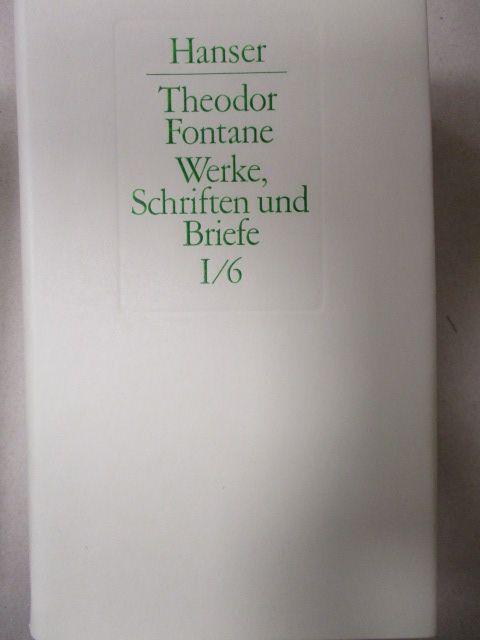 Hanser
Theodor
Fontane
Werke,
Schriften und
Briefe
I/6